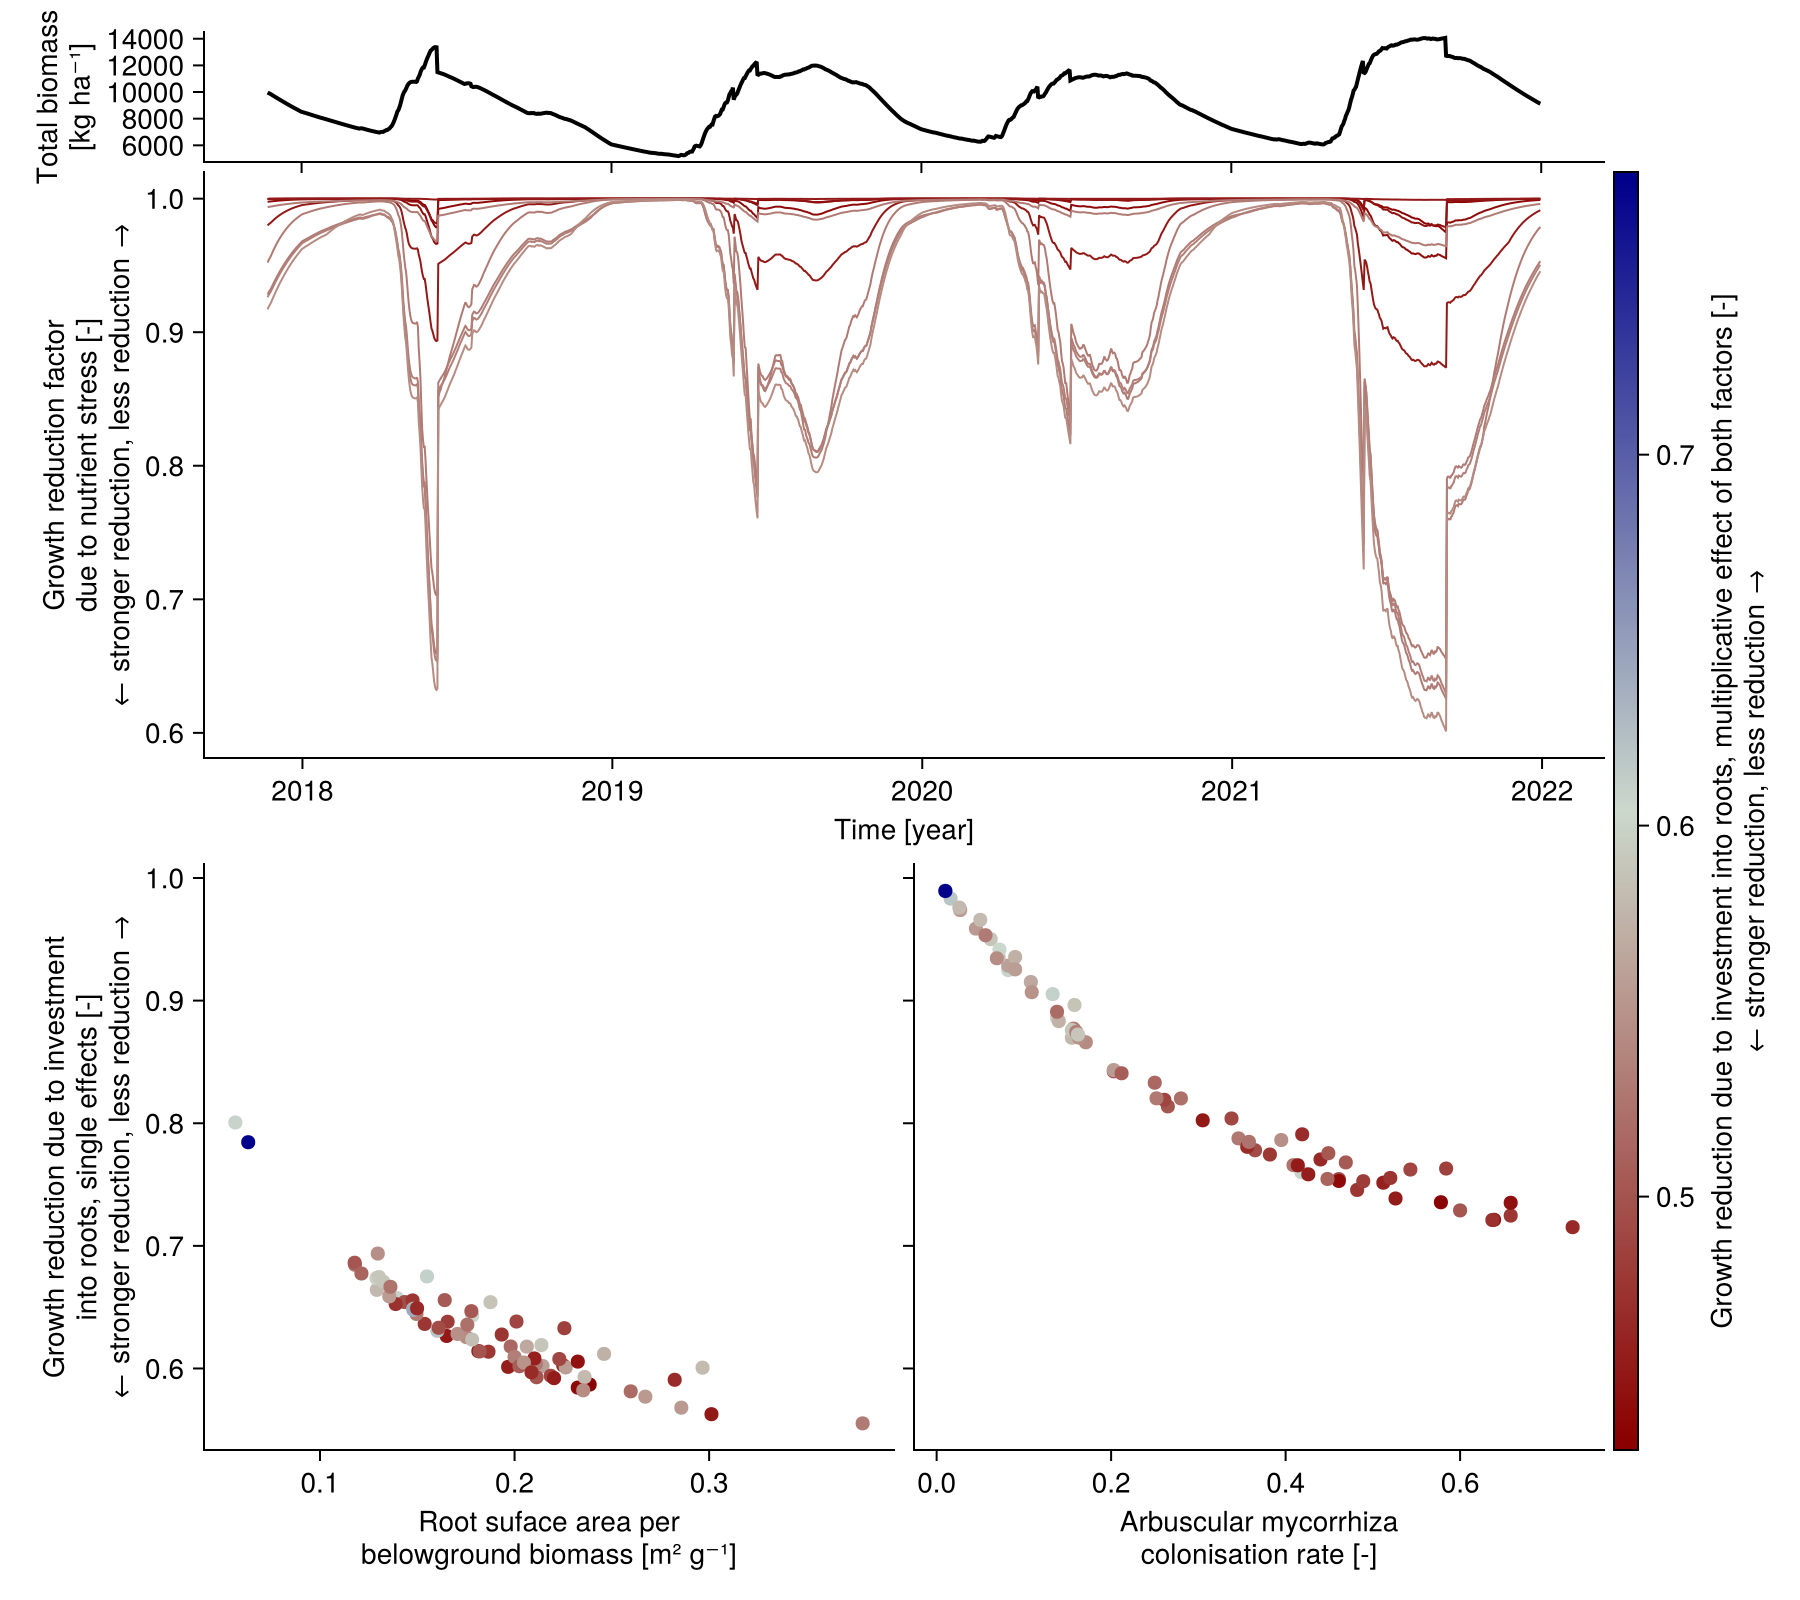 Total biomass
[kg ha⁻¹]
14000
12000
10000
8000
6000
Growth reduction factor
due to nutrient stress [-]
← stronger reduction, less reduction →
1.0
0.9
0.8
0.7
0.6
2018
2019
2020
2021
2022
Time [year]
Growth reduction due to investment
into roots, single effects [-]
← stronger reduction, less reduction →
1.0
0.9
0.8
0.7
0.6
0.1
0.2
0.3
Root suface area per
belowground biomass [m² g⁻¹]
0.0
0.2
0.4
0.6
Arbuscular mycorrhiza
colonisation rate [-]
0.7
0.6
0.5
Growth reduction due to investment into roots, multiplicative effect of both factors [-]
← stronger reduction, less reduction →